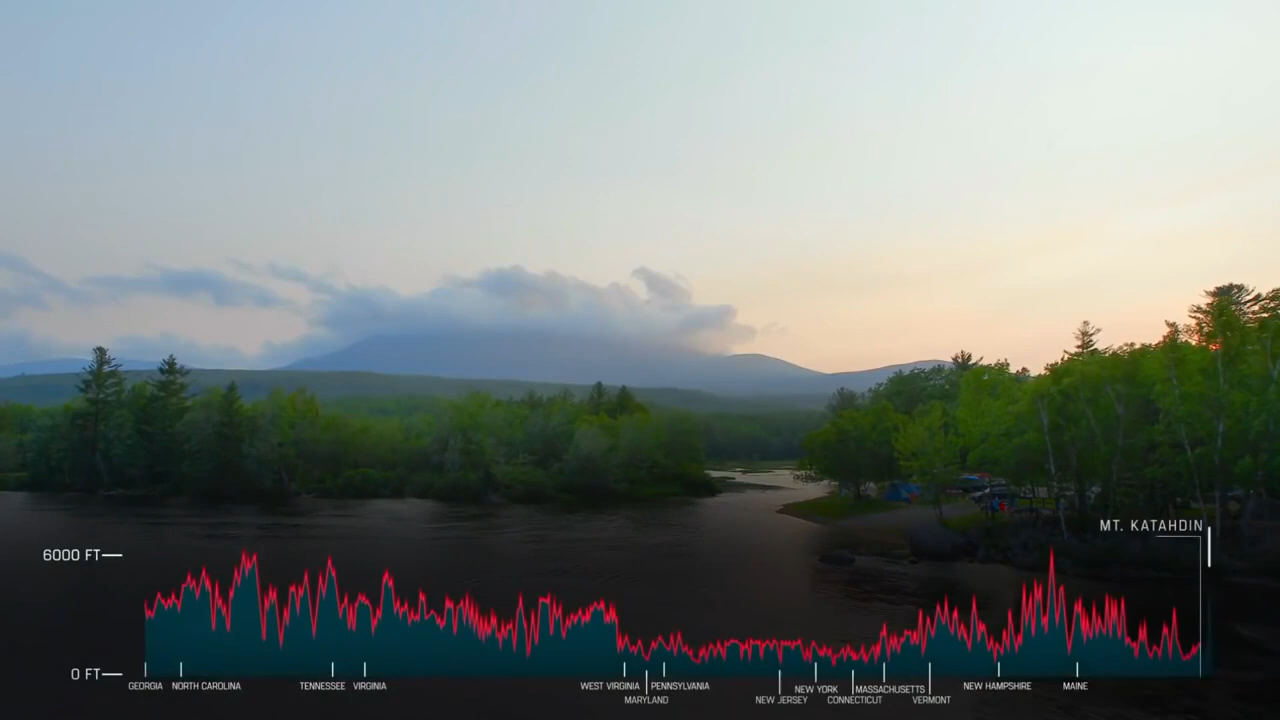 MT. KATAHDIN
6000 FT
0 FT
GEORGIA NORTH CAROLINA TENNESSEE VIRGINIA WEST VIRGINIA PENNSYLVANIA NEW YORK MASSACHUSETTS NEW HAMPSHIRE MAINE
MARYLAND NEW JERSEY CONNECTICUT VERMONT